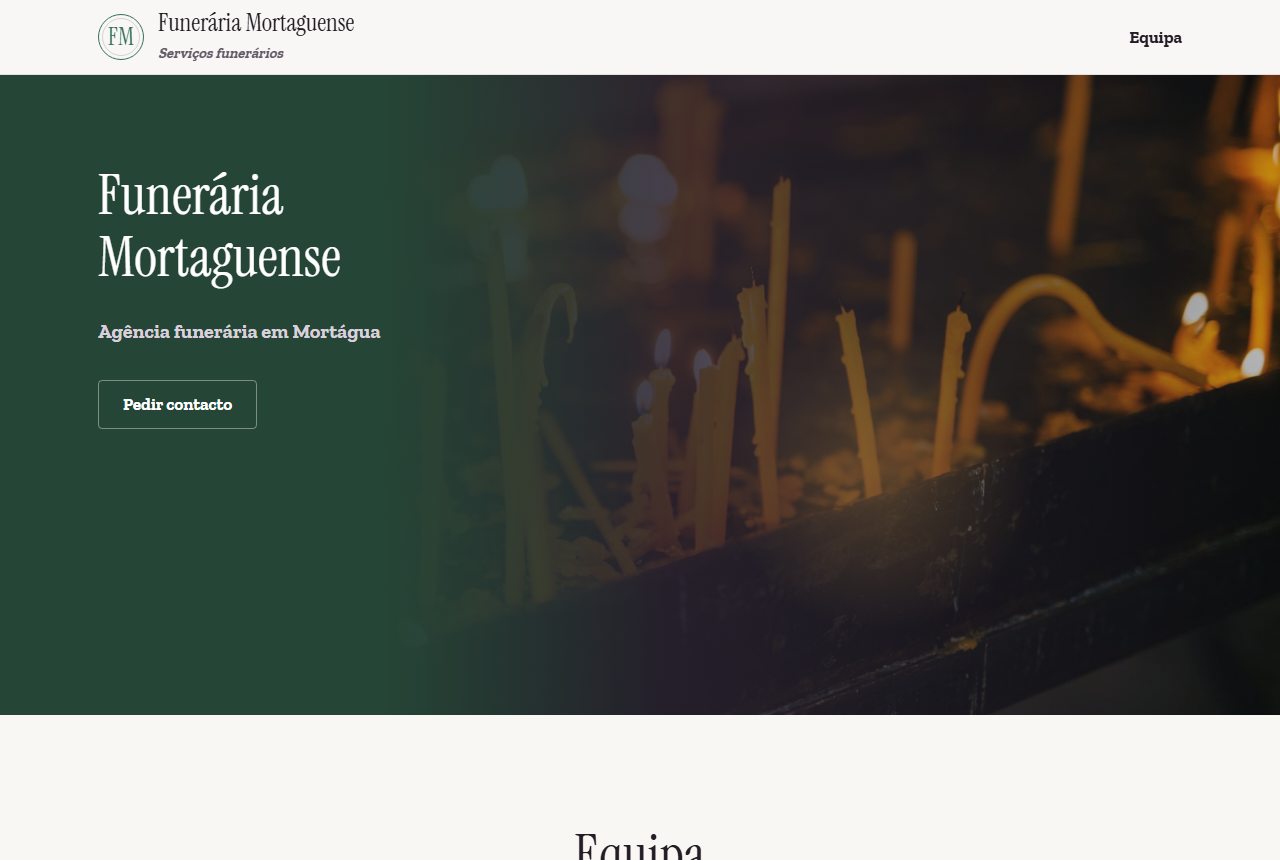 FM
Funerária Mortaguense
Serviços funerários
Equipa
Funerária
Mortaguense
Agência funerária em Mortágua
Pedir contacto
Equipa